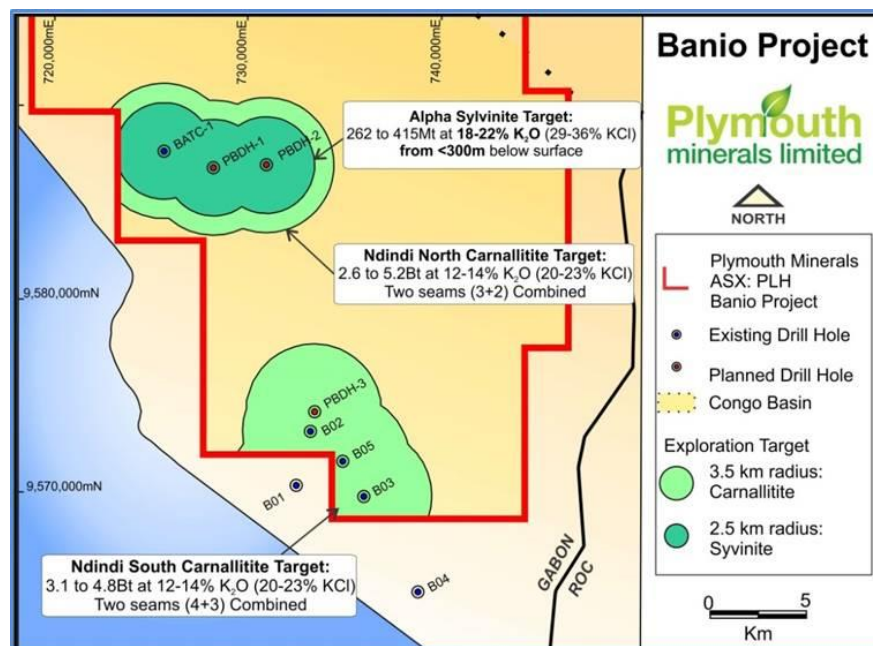 720,000mE
730,000mE
740,000mE
9,580,000mN
9,570,000mN
BATC-1
PBDH-1
PBDH-2
Alpha Sylvinite Target:
262 to 415Mt at 18-22% K₂O (29-36% KCl)
from <300m below surface
Ndindi North Carnallitite Target:
2.6 to 5.2Bt at 12-14% K₂O (20-23% KCl)
Two seams (3+2) Combined
PBDH-3
B02
B05
B01
B03
B04
Ndindi South Carnallitite Target:
3.1 to 4.8Bt at 12-14% K₂O (20-23% KCl)
Two seams (4+3) Combined
GABON
ROC
Banio Project
Plymouth
minerals limited
NORTH
Plymouth Minerals
ASX: PLH
Banio Project
Existing Drill Hole
Planned Drill Hole
Congo Basin
Exploration Target
3.5 km radius:
Carnallitite
2.5 km radius:
Syvinite
0 5
Km